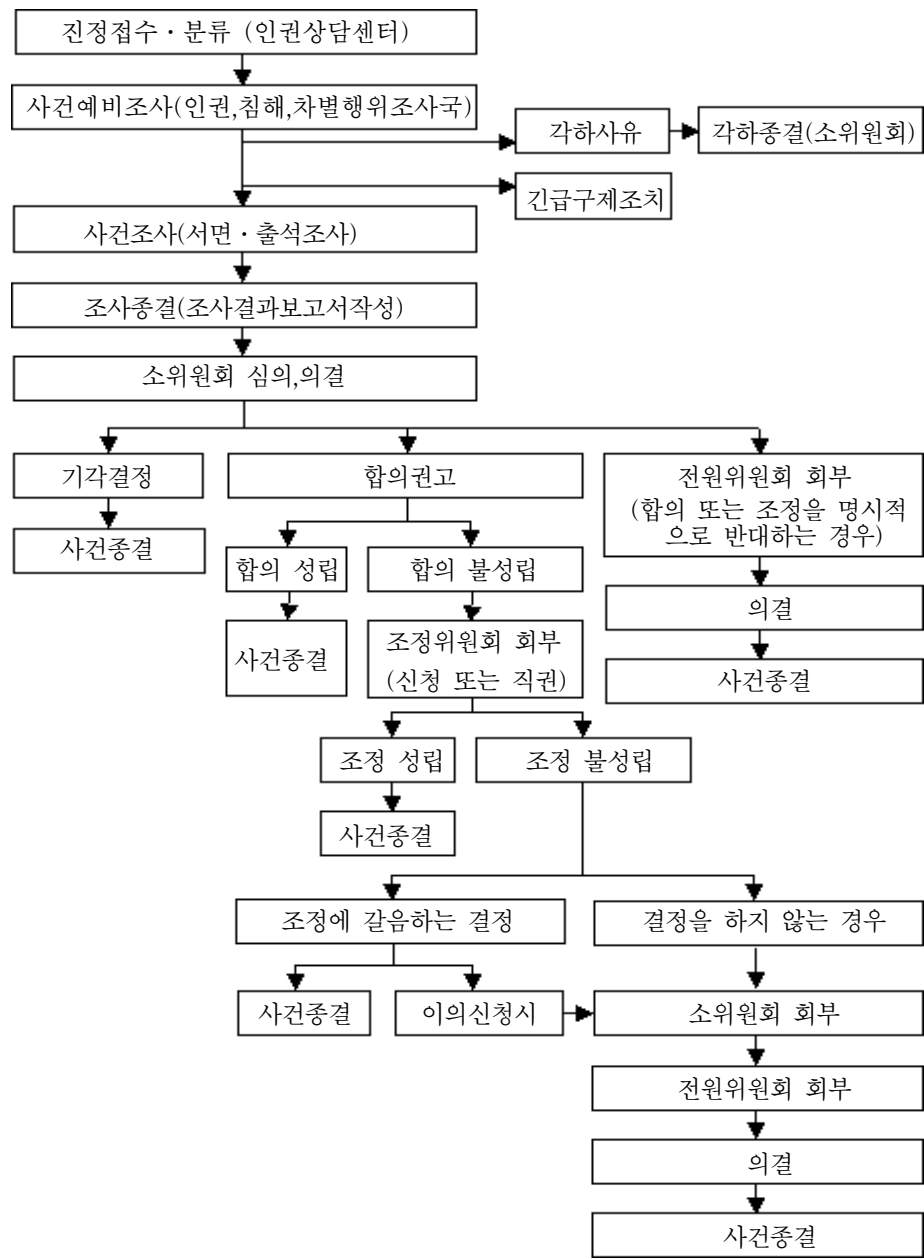 진정접수・분류 (인권상담센터)
사건예비조사(인권,침해,차별행위조사국)
각하사유
각하종결(소위원회)
긴급구제조치
사건조사(서면・출석조사)
조사종결(조사결과보고서작성)
소위원회 심의,의결
기각결정
합의권고
전원위원회 회부
(합의 또는 조정을 명시적
으로 반대하는 경우)
사건종결
합의 성립
합의 불성립
의결
사건종결
조정위원회 회부
(신청 또는 직권)
사건종결
조정 성립
조정 불성립
사건종결
조정에 갈음하는 결정
결정을 하지 않는 경우
사건종결
이의신청시
소위원회 회부
전원위원회 회부
의결
사건종결